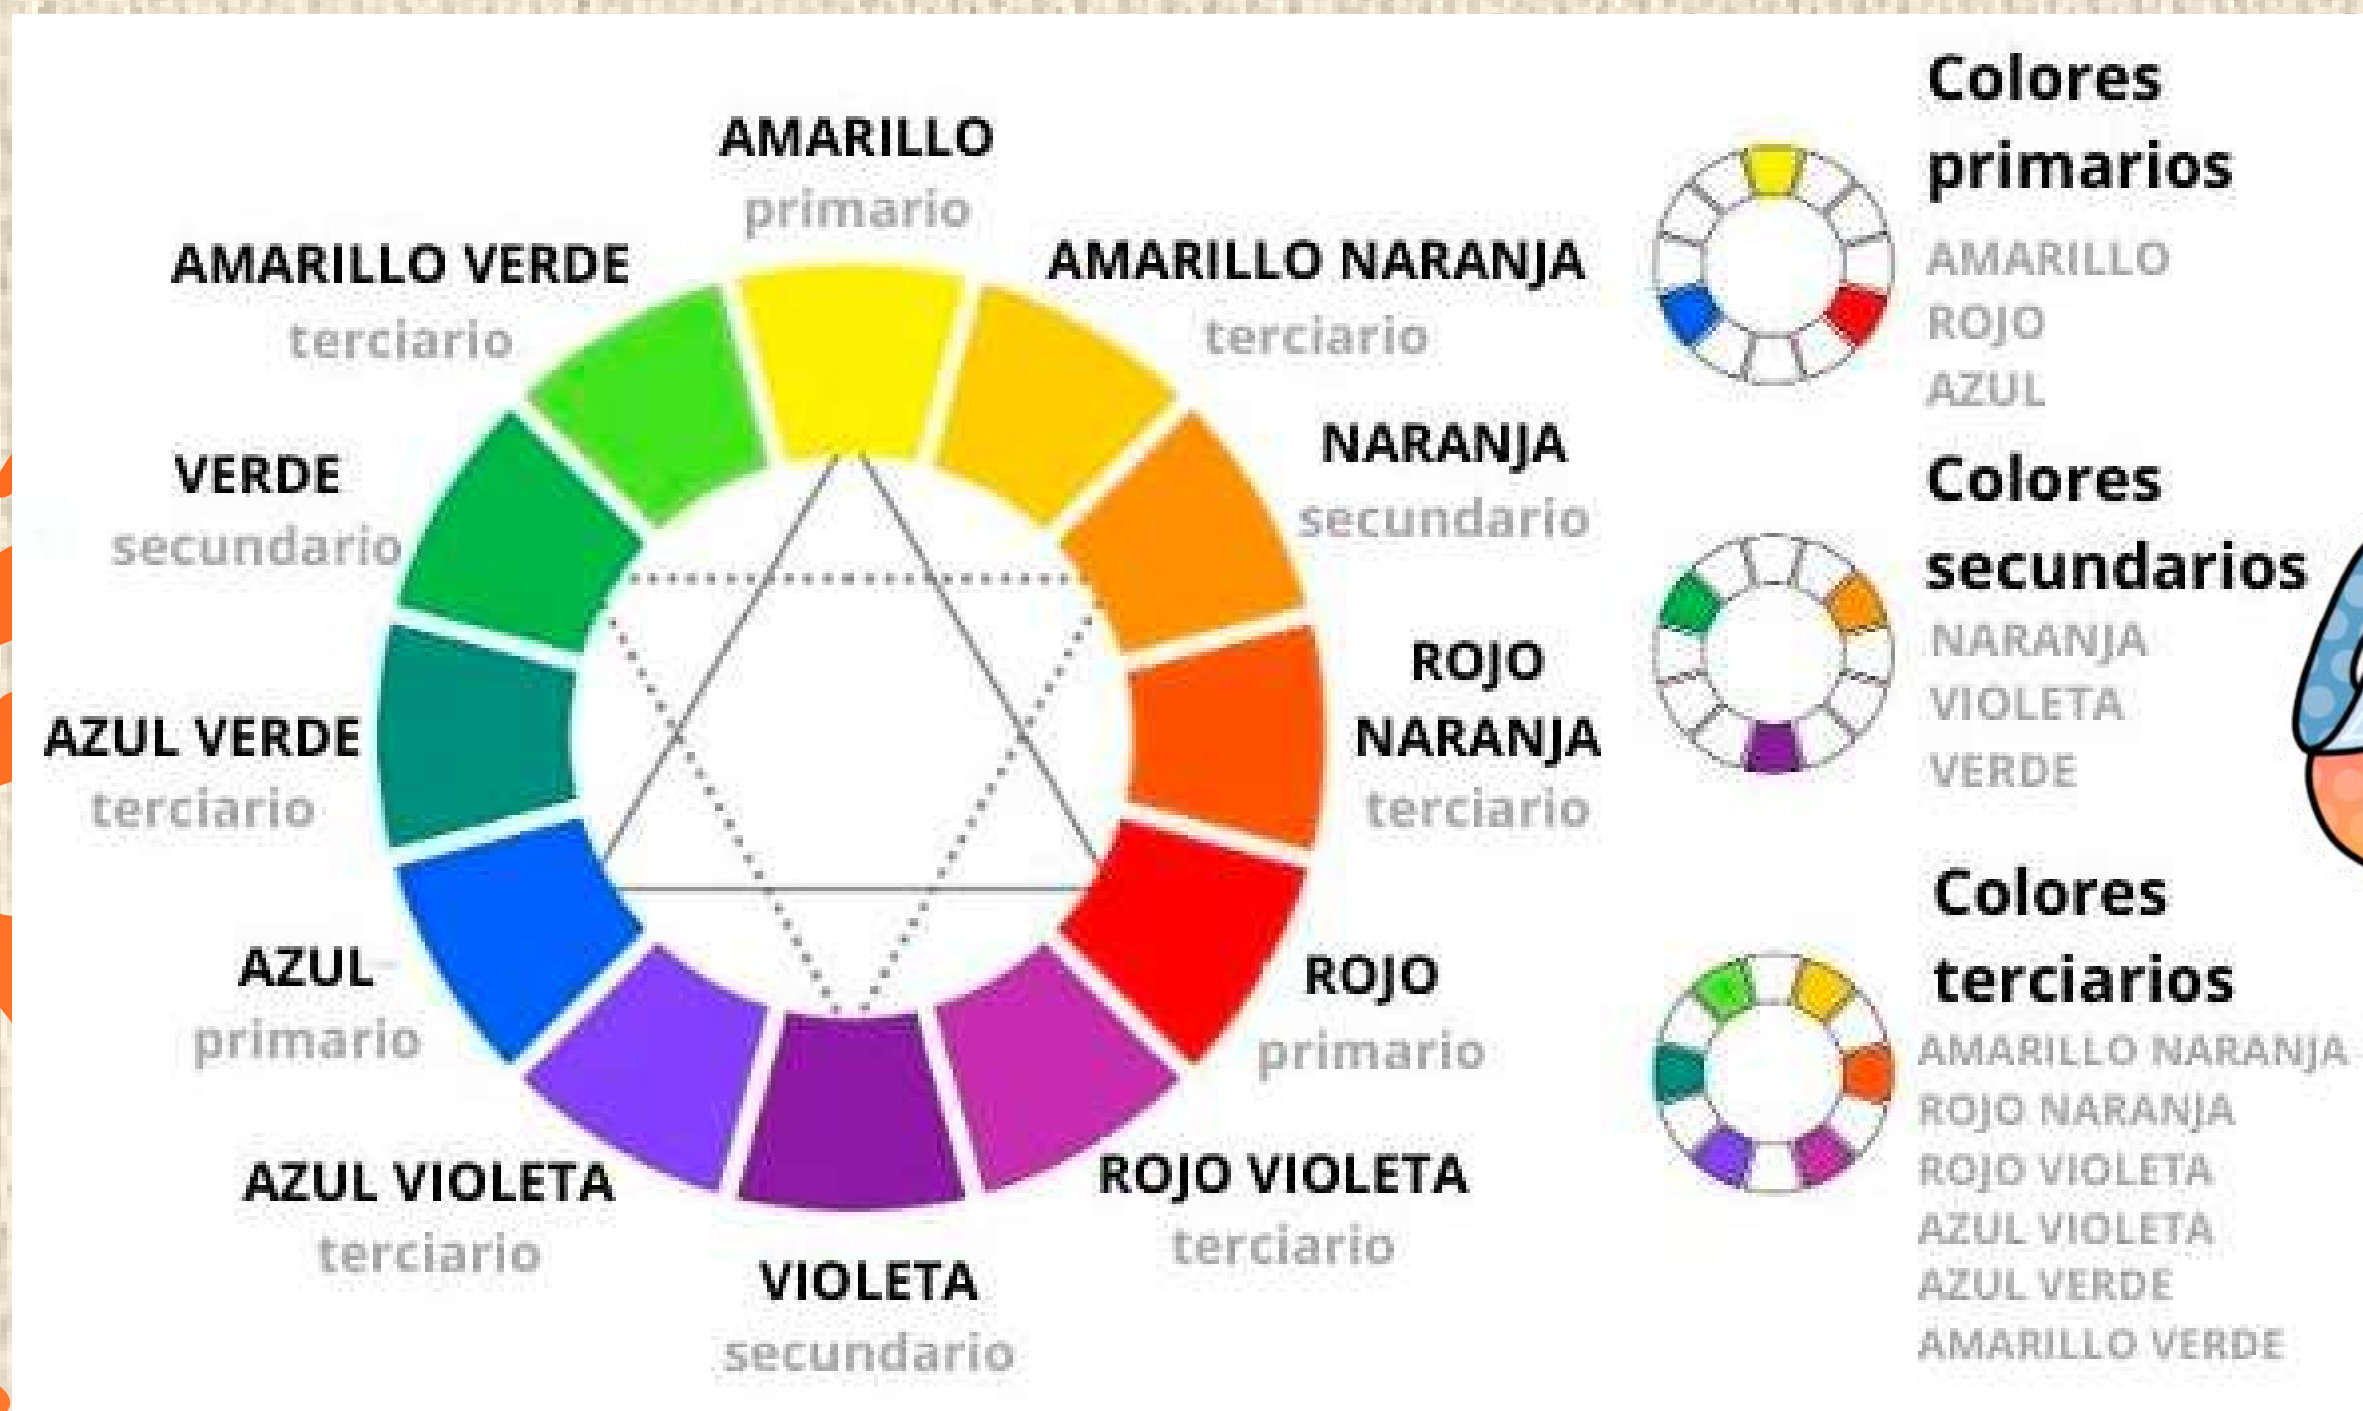 AMARILLO
primario
AMARILLO VERDE
terciario
AMARILLO NARANJA
terciario
VERDE
secundario
NARANJA
secundario
AZUL VERDE
terciario
ROJO
NARANJA
terciario
AZUL
primario
ROJO
primario
AZUL VIOLETA
terciario
ROJO VIOLETA
terciario
VIOLETA
secundario
Colores
primarios
AMARILLO
ROJO
AZUL
Colores
secundarios
NARANJA
VIOLETA
VERDE
Colores
terciarios
AMARILLO NARANJA
ROJO NARANJA
ROJO VIOLETA
AZUL VIOLETA
AZUL VERDE
AMARILLO VERDE